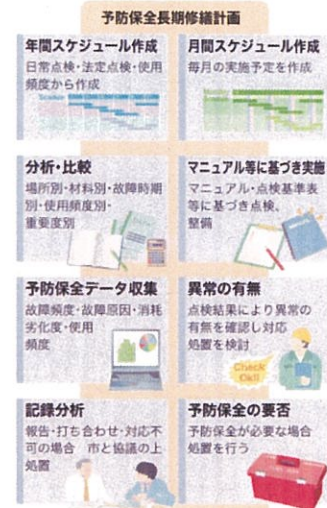 予防保全長期修繕計画
年間スケジュール作成
日常点検・法定点検・使用
頻度から作成
月間スケジュール作成
毎月の実施予定を作成
分析・比較
場所別・材料別・故障時期
別・使用頻度別・
重要度別
マニュアル等に基づき実施
マニュアル・点検基準表
等に基づき点検、
整備
予防保全データ収集
故障頻度・故障原因・消耗
劣化度・使用
頻度
異常の有無
点検結果により異常の
有無を確認し対応
処置を検討
Check
Ok!!
記録分析
報告・打ち合わせ・対応不
可の場合 市と協議の上
処置
予防保全の要否
予防保全が必要な場合
処置を行う